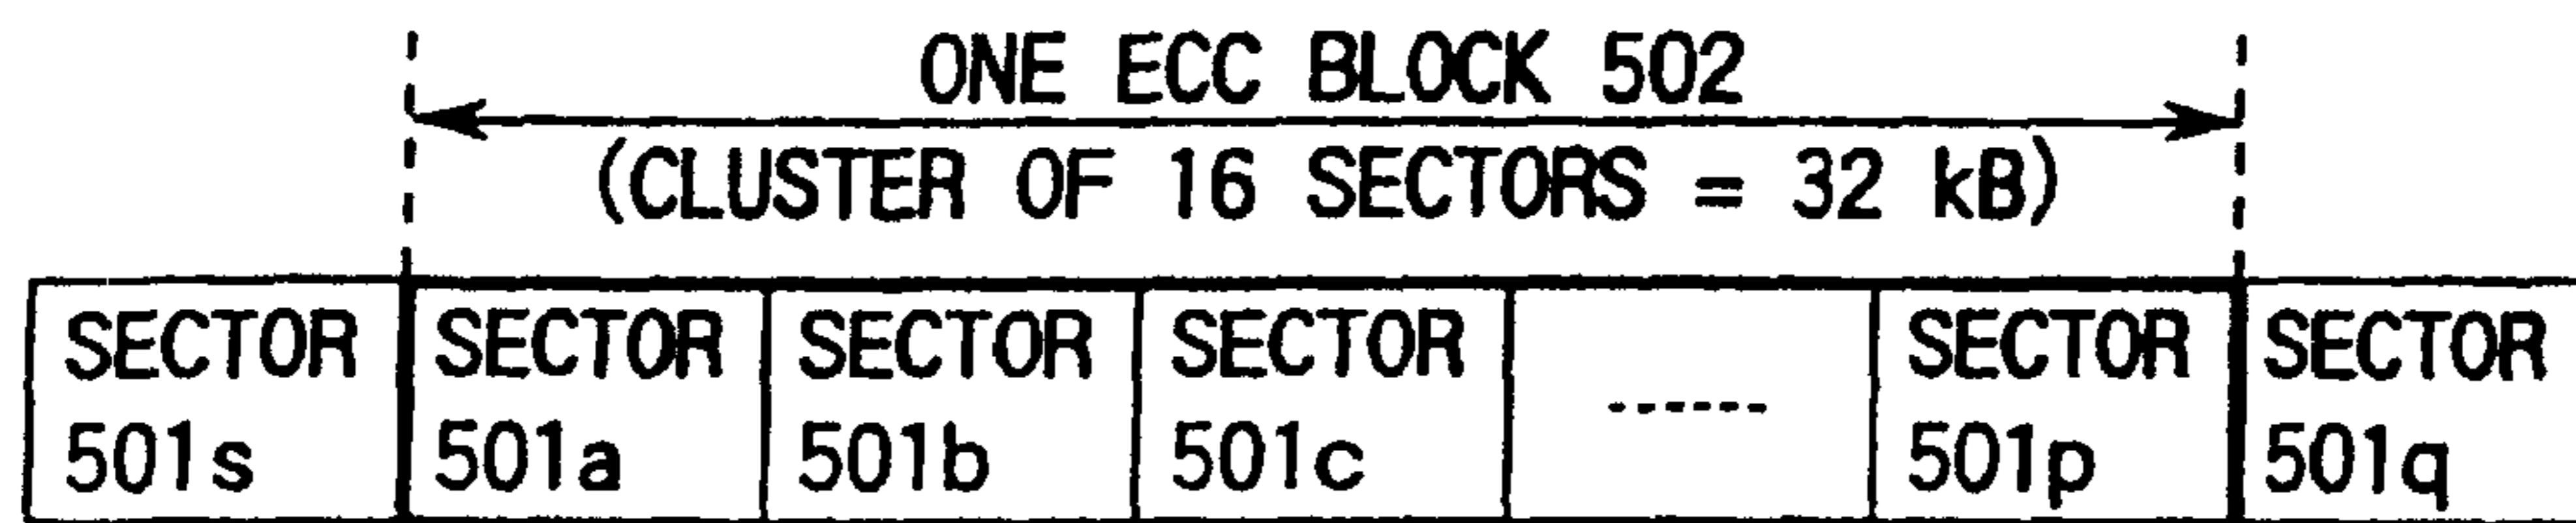 ONE ECC BLOCK 502
(CLUSTER OF 16 SECTORS = 32 kB)
SECTOR SECTOR SECTOR SECTOR SECTOR SECTOR
501s 501a 501b 501c ------ 501p 501q